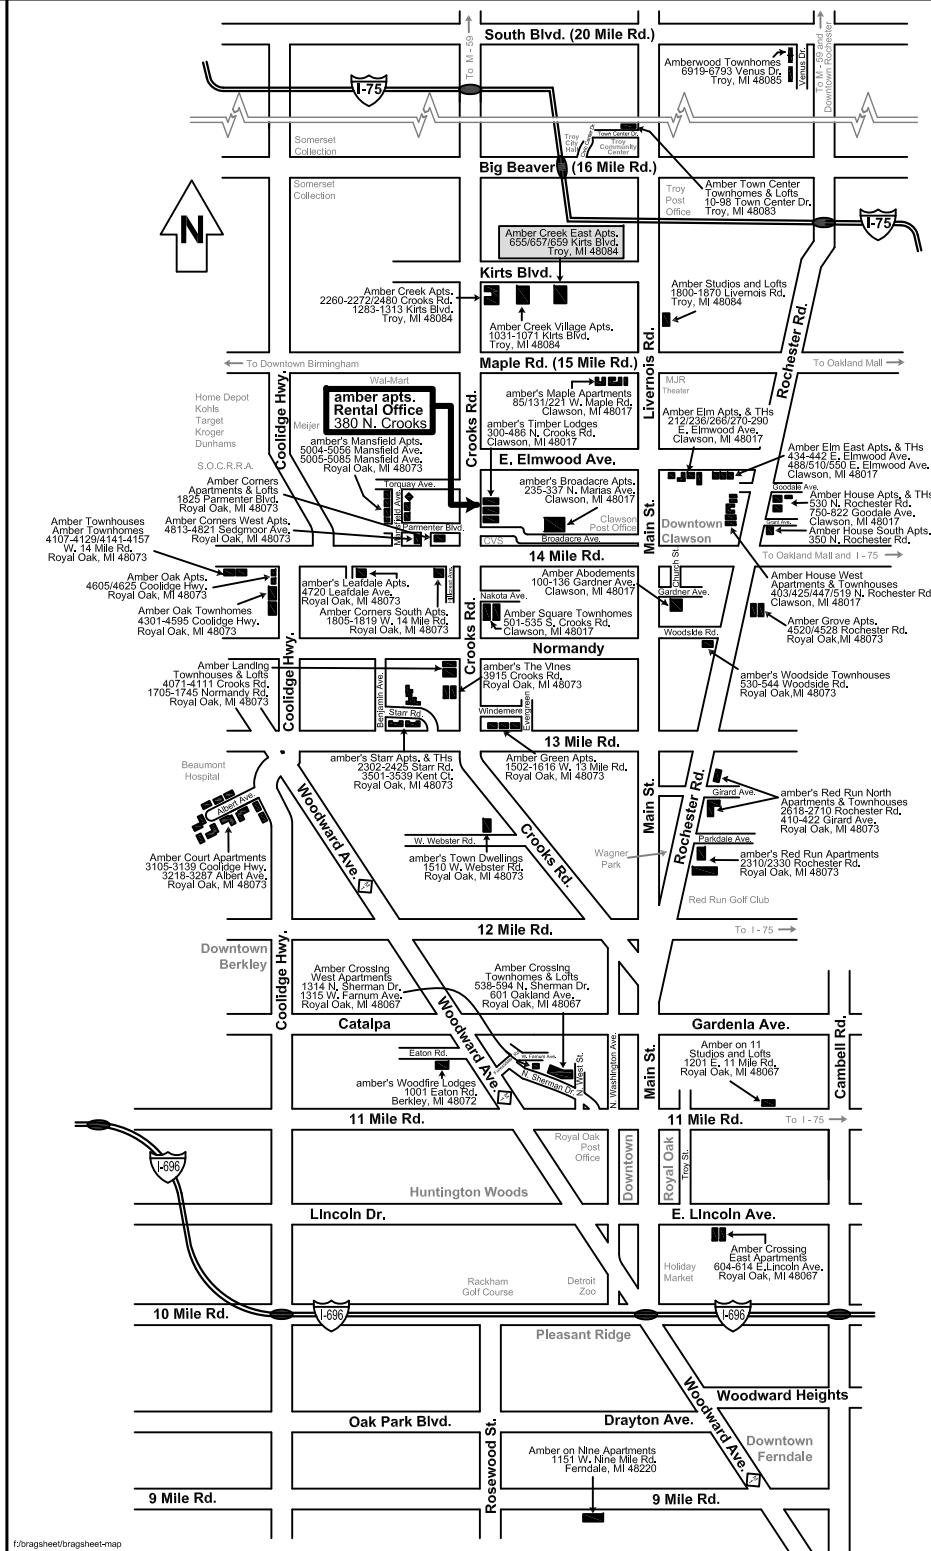 South Blvd. (20 Mile Rd.)
To M - 59
To M - 59 and
Downtown Rochester
Amberwood Townhomes
6919-6793 Venus Dr.
Troy, MI 48085
Venus Dr.
I-75
Somerset
Collection
Troy
City
Hall
Civic Center Dr.
Town Center Dr.
Troy
Community
Center
Big Beaver (16 Mile Rd.)
Somerset
Collection
N
Troy
Post
Office
Amber Town Center
Townhomes & Lofts
10-98 Town Center Dr.
Troy, MI 48083
I-75
Amber Creek East Apts.
655/657/659 Kirts Blvd.
Troy, MI 48084
Kirts Blvd.
Amber Creek Apts.
2260-2272/2480 Crooks Rd.
1283-1313 Kirts Blvd.
Troy, MI 48084
Amber Creek Village Apts.
1031-1071 Kirts Blvd.
Troy, MI 48084
Amber Studios and Lofts
1800-1870 Livernois Rd.
Troy, MI 48084
Livernois Rd.
Rochester Rd.
To Downtown Birmingham
Maple Rd. (15 Mile Rd.)
To Oakland Mall
Coolidge Hwy.
Wal-Mart
Home Depot
Kohls
Target
Kroger
Dunhams
S.O.C.R.R.A.
Meijer
amber apts.
Rental Office
380 N. Crooks
Crooks Rd.
amber's Maple Apartments
85/131/221 W. Maple Rd.
Clawson, MI 48017
amber's Timber Lodges
300-486 N. Crooks Rd.
Clawson, MI 48017
MJR
Theater
Amber Elm Apts, & THs
212/236/266/270-290
E. Elmwood Ave.
Clawson, MI 48017
Amber Elm East Apts. & THs
434-442 E. Elmwood Ave.
488/510/550 E. Elmwood Ave.
Clawson, MI 48017
amber's Mansfield Apts.
5004-5056 Mansfield Ave.
5005-5085 Mansfield Ave.
Royal Oak, MI 48073
E. Elmwood Ave.
Amber Corners
Apartments & Lofts
1825 Parmenter Blvd.
Royal Oak, MI 48073
Torquay Ave.
Mansfield Ave.
Parmenter Blvd.
amber's Broadacre Apts.
235-337 N. Marias Ave.
Clawson, MI 48017
Clawson
Post Office
CVS
Broadacre Ave.
Main St.
Downtown
Clawson
Goodale Ave.
Grant Ave.
Amber House Apts, & THs
530 N. Rochester Rd.
750-822 Goodale Ave.
Clawson, MI 48017
Amber House South Apts.
350 N. Rochester Rd.
Amber Corners West Apts.
4813-4821 Sedgmoor Ave.
Royal Oak, MI 48073
Amber Townhouses
Amber Townhomes
4107-4129/4141-4157
W. 14 Mile Rd.
Royal Oak, MI 48073
14 Mile Rd.
To Oakland Mall and I - 75
Amber Oak Apts.
4605/4625 Coolidge Hwy.
Royal Oak, MI 48073
Amber Oak Townhomes
4301-4595 Coolidge Hwy.
Royal Oak, MI 48073
amber's Leafdale Apts.
4720 Leafdale Ave.
Royal Oak, MI 48073
Amber Corners South Apts.
1805-1819 W. 14 Mile Rd.
Royal Oak, MI 48073
Nakota Ave.
Amber Square Townhomes
501-535 S. Crooks Rd.
Clawson, MI 48017
Amber Abodements
100-136 Gardner Ave.
Clawson, MI 48017
Church St.
Gardner Ave.
Amber House West
Apartments & Townhouses
403/425/447/519 N. Rochester Rd
Clawson, MI 48017
Amber Grove Apts.
4520/4528 Rochester Rd.
Royal Oak,MI 48073
Woodside Rd.
Crooks Rd.
Coolidge Hwy.
Normandy
Amber Landing
Townhouses & Lofts
4071-4111 Crooks Rd.
1705-1745 Normandy Rd.
Royal Oak, MI 48073
Benjamin Ave.
Starr Rd.
amber's The Vines
3915 Crooks Rd.
Royal Oak, MI 48073
Windemere
Evergreen
amber's Woodside Townhouses
530-544 Woodside Rd.
Royal Oak,MI 48073
13 Mile Rd.
Beaumont
Hospital
amber's Starr Apts. & THs
2302-2425 Starr Rd.
3501-3539 Kent Ct.
Royal Oak, MI 48073
Amber Green Apts.
1502-1616 W. 13 Mile Rd.
Royal Oak, MI 48073
Albert Ave.
Woodward Ave.
Main St.
Rochester Rd.
Girard Ave.
amber's Red Run North
Apartments & Townhouses
2618-2710 Rochester Rd.
410-422 Girard Ave.
Royal Oak, MI 48073
Parkdale Ave.
Amber Court Apartments
3105-3139 Coolidge Hwy.
3218-3287 Albert Ave.
Royal Oak, MI 48073
W. Webster Rd.
amber's Town Dwellings
1510 W. Webster Rd.
Royal Oak, MI 48073
Crooks Rd.
Wagner
Park
amber's Red Run Apartments
2310/2330 Rochester Rd.
Royal Oak, MI 48073
Red Run Golf Club
12 Mile Rd.
To I - 75
Downtown
Berkley
Coolidge Hwy.
Amber Crossing
West Apartments
1314 N. Sherman Dr.
1315 W. Farnum Ave.
Royal Oak, MI 48067
Amber Crossing
Townhomes & Lofts
538-594 N. Sherman Dr.
601 Oakland Ave.
Royal Oak, MI 48067
Woodward Ave.
Catalpa
Gardenia Ave.
Cambell Rd.
Eaton Rd.
amber's Woodfire Lodges
1001 Eaton Rd.
Berkley, MI 48072
W. Farnum Ave.
N. Sherman Dr.
N. West St.
N. Washington Ave.
Main St.
Amber on 11
Studios and Lofts
1201 E. 11 Mile Rd.
Royal Oak, MI 48067
11 Mile Rd.
11 Mile Rd.
To I - 75
I-696
Royal Oak
Post
Office
Downtown
Royal Oak
Troy St.
Huntington Woods
Lincoln Dr.
E. Lincoln Ave.
Amber Crossing
East Apartments
604-614 E.Lincoln Ave.
Royal Oak, MI 48067
Rackham
Golf Course
Detroit
Zoo
Holiday
Market
10 Mile Rd.
I-696
I-696
Pleasant Ridge
Woodward Ave.
Woodward Heights
Oak Park Blvd.
Drayton Ave.
Rosewood St.
Downtown
Ferndale
Amber on Nine Apartments
1151 W. Nine Mile Rd.
Ferndale, MI 48220
9 Mile Rd.
9 Mile Rd.
f:/bragsheet/bragsheet-map